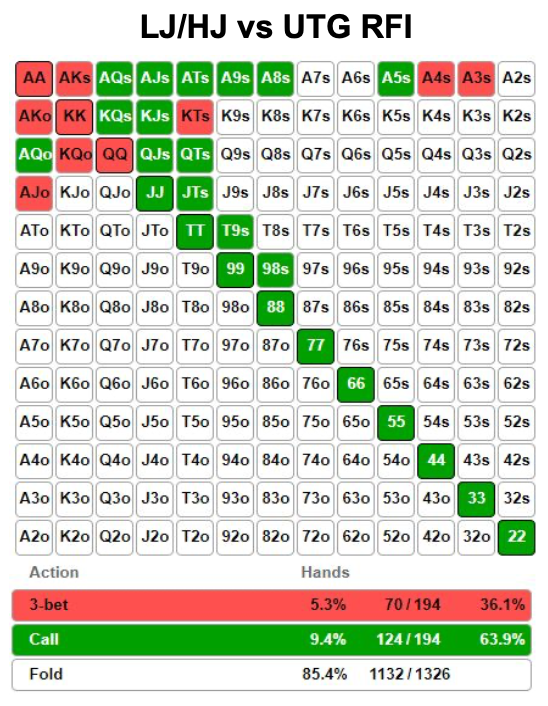 LJ/HJ vs UTG RFI
AA AKs AQs AJs ATs A9s A8s A7s A6s A5s A4s A3s A2s
AKo KK KQs KJs KTs K9s K8s K7s K6s K5s K4s K3s K2s
AQo KQo QQ QJs QTs Q9s Q8s Q7s Q6s Q5s Q4s Q3s Q2s
AJo KJo QJo JJ JTs J9s J8s J7s J6s J5s J4s J3s J2s
ATo KTo QTo JTo TT T9s T8s T7s T6s T5s T4s T3s T2s
A9o K9o Q9o J9o T9o 99 98s 97s 96s 95s 94s 93s 92s
A8o K8o Q8o J8o T8o 98o 88 87s 86s 85s 84s 83s 82s
A7o K7o Q7o J7o T7o 97o 87o 77 76s 75s 74s 73s 72s
A6o K6o Q6o J6o T6o 96o 86o 76o 66 65s 64s 63s 62s
A5o K5o Q5o J5o T5o 95o 85o 75o 65o 55 54s 53s 52s
A4o K4o Q4o J4o T4o 94o 84o 74o 64o 54o 44 43s 42s
A3o K3o Q3o J3o T3o 93o 83o 73o 63o 53o 43o 33 32s
A2o K2o Q2o J2o T2o 92o 82o 72o 62o 52o 42o 32o 22
Action Hands
3-bet 5.3% 70 / 194 36.1%
Call 9.4% 124 / 194 63.9%
Fold 85.4% 1132 / 1326